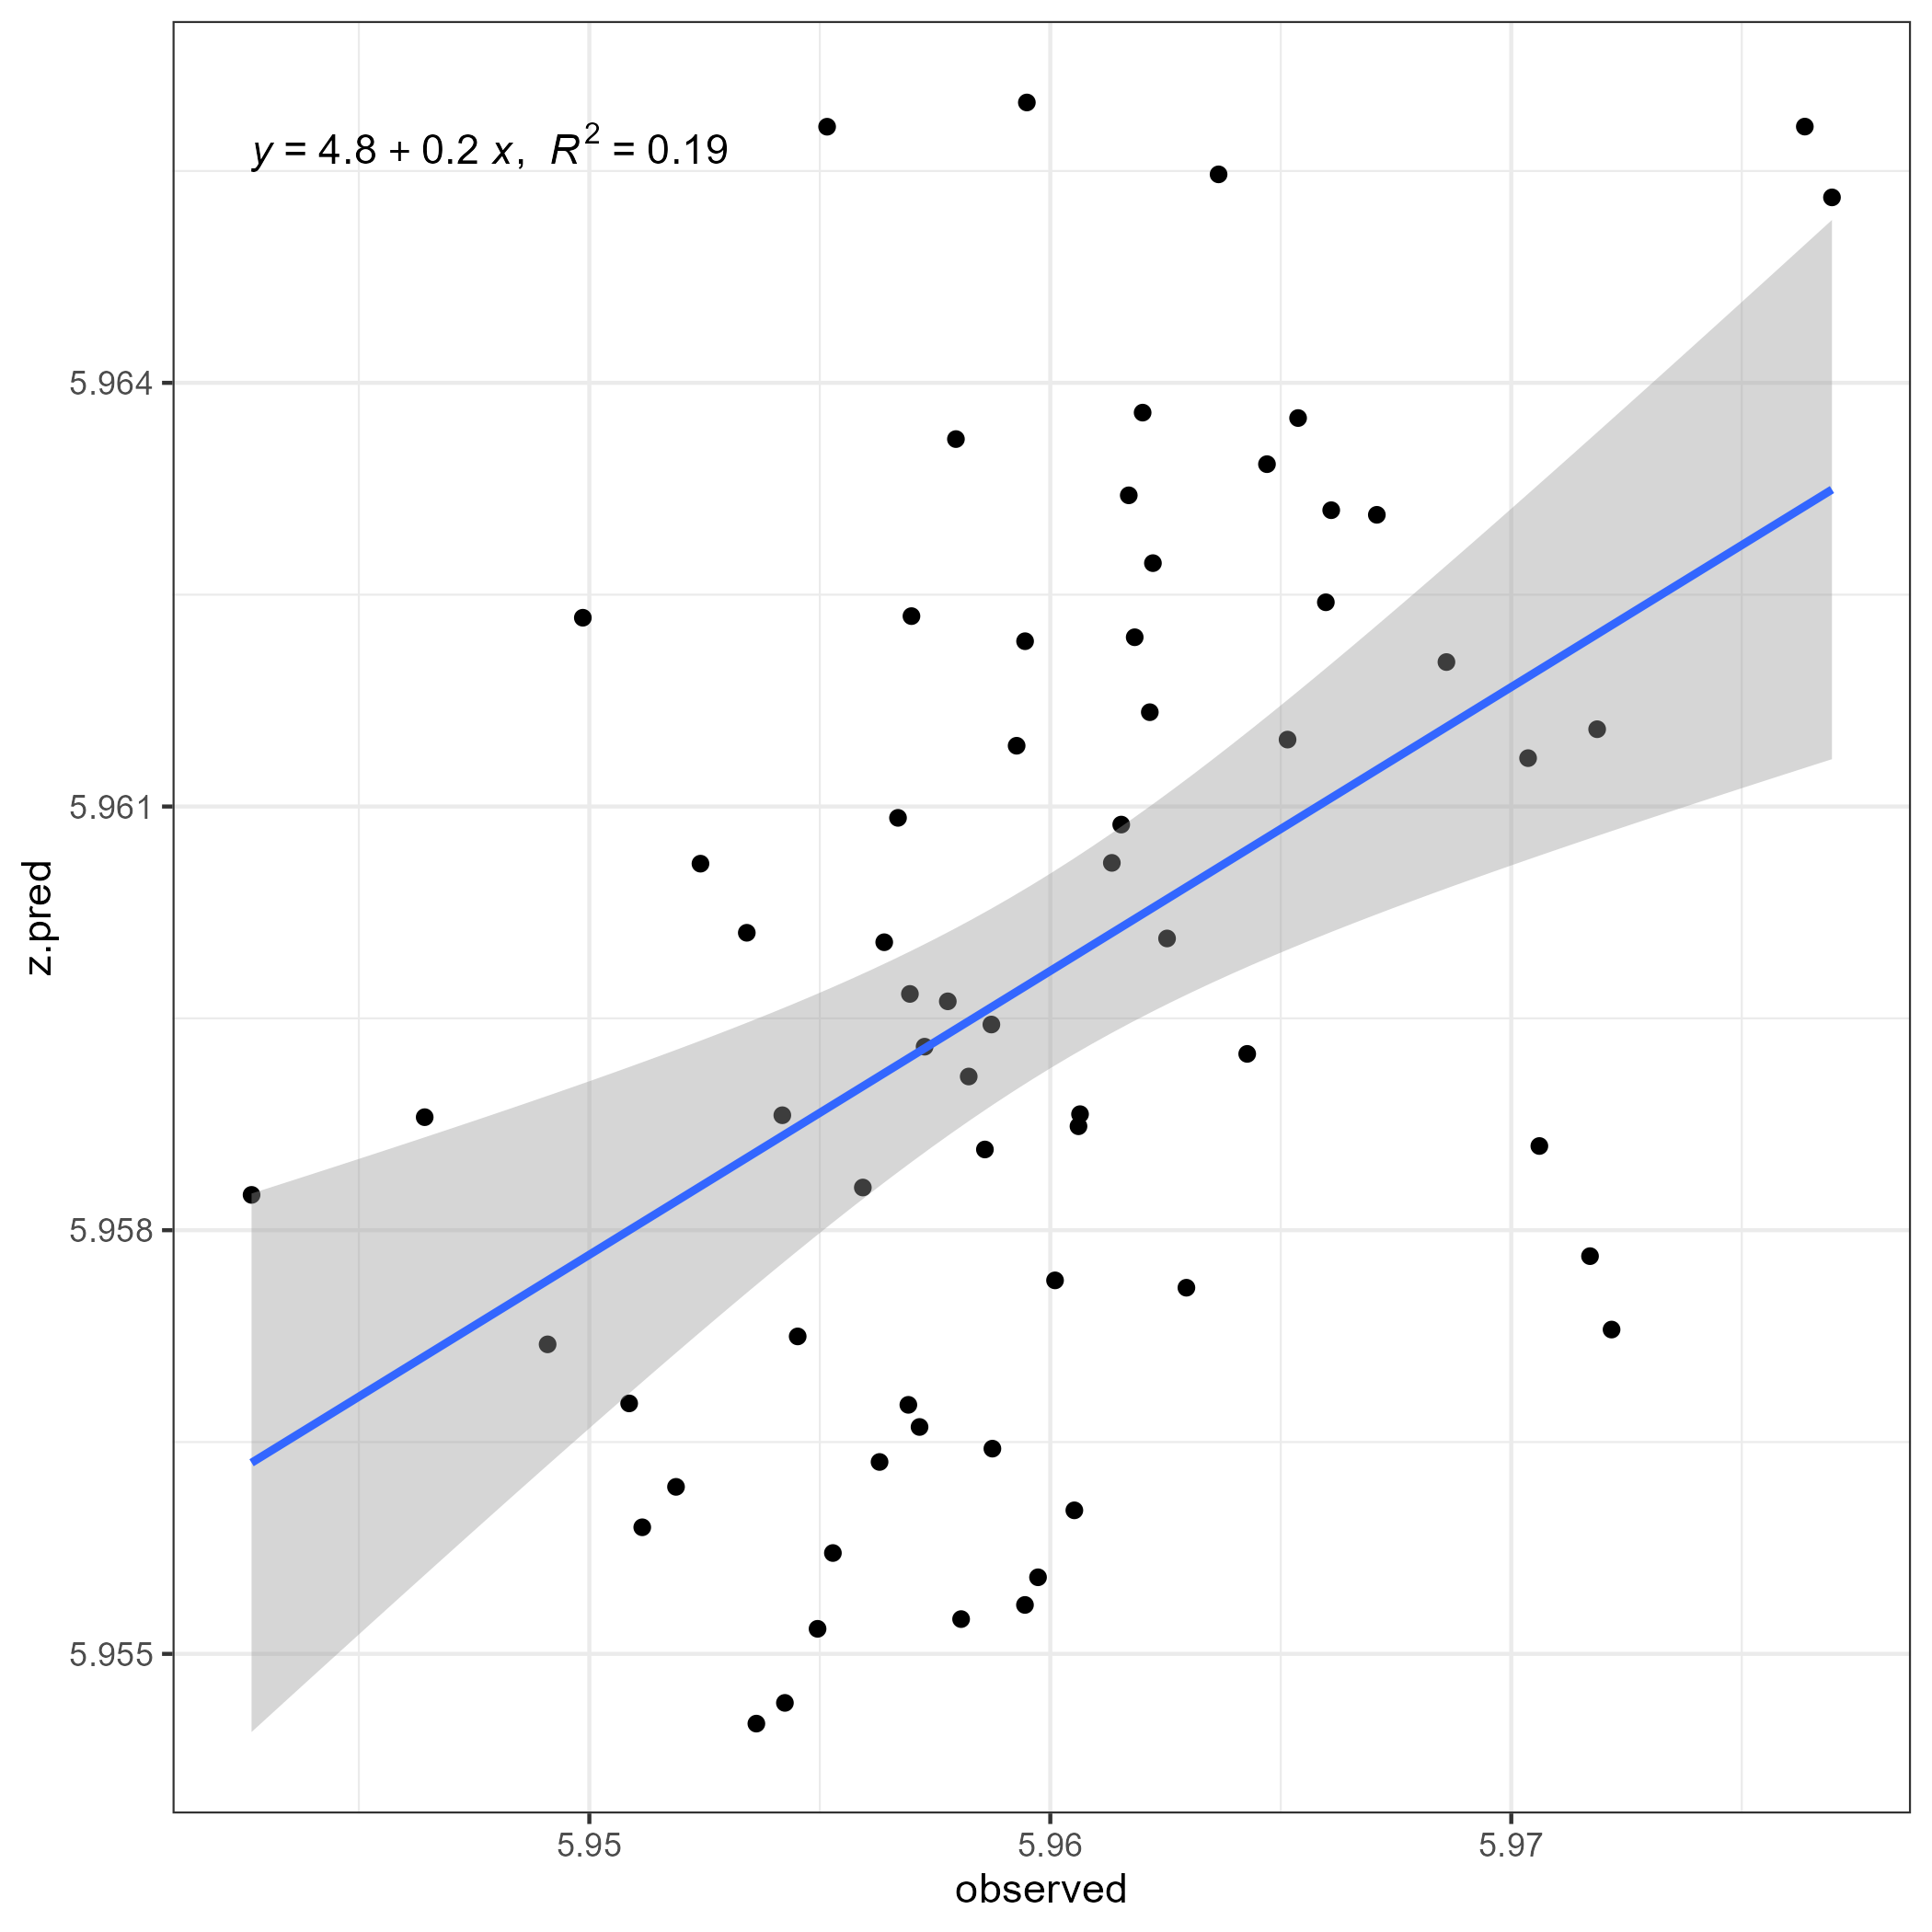 y = 4.8 + 0.2 x, R² = 0.19
5.964
5.961
5.958
5.955
z.pred
5.95 5.96 5.97
observed